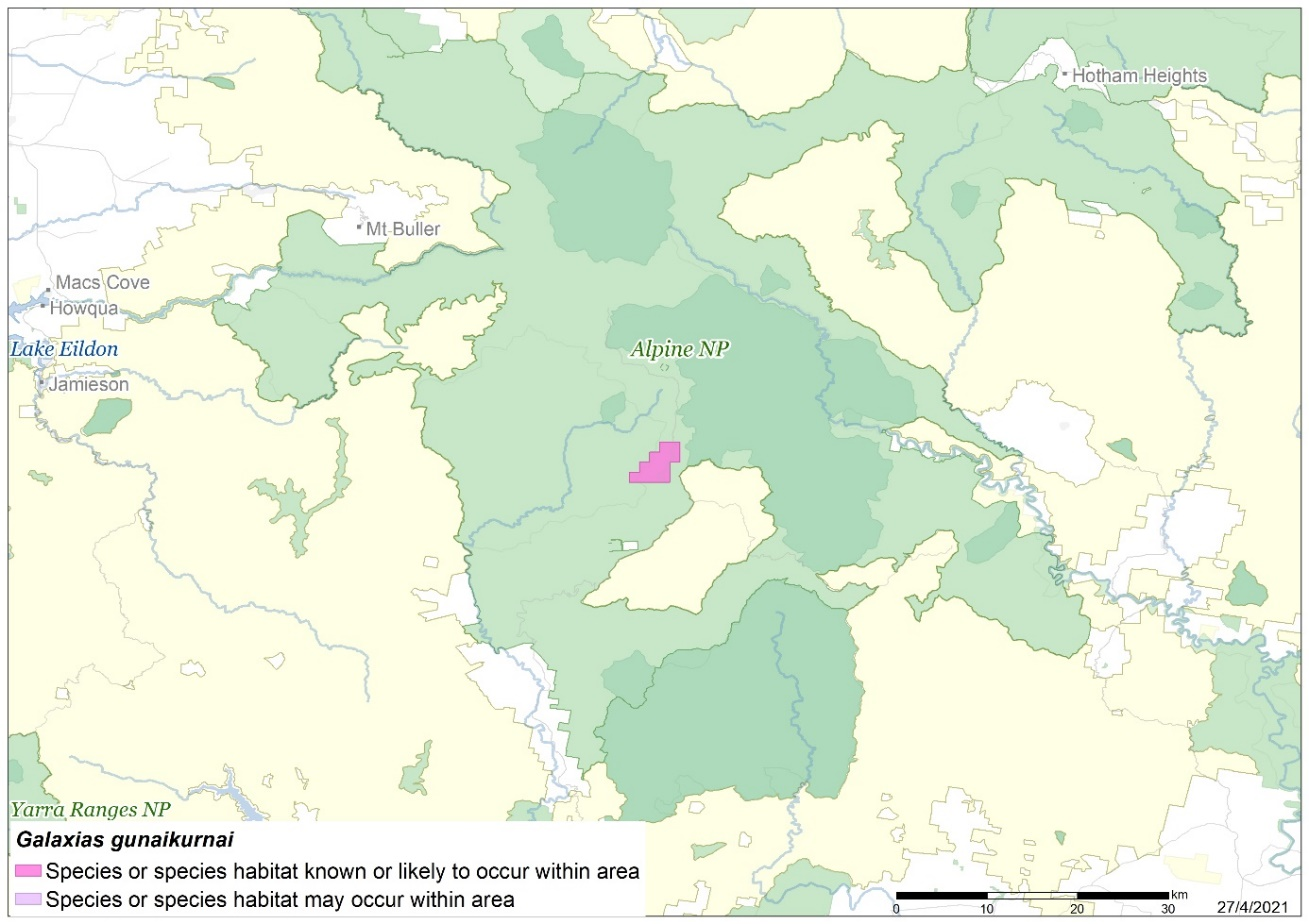 Hotham Heights
Mt Buller
Macs Cove
Howqua
Lake Eildon
Alpine NP
Jamieson
Yarra Ranges NP
Galaxias gunaikurnai
Species or species habitat known or likely to occur within area
Species or species habitat may occur within area
km
0 10 20 30
27/4/2021